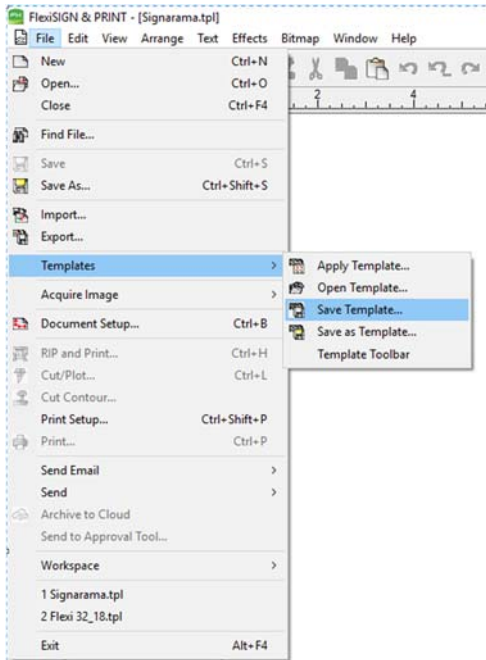 FlexiSIGN & PRINT - [Signarama.tpl]
File Edit View Arrange Text Effects Bitmap Window Help
New Ctrl+N
Open... Ctrl+O
Close Ctrl+F4
2 4
Find File...
Save Ctrl+S
Save As... Ctrl+Shift+S
Import...
Export...
Templates
Apply Template...
Open Template...
Save Template...
Save as Template...
Template Toolbar
Acquire Image
Document Setup... Ctrl+B
RIP and Print... Ctrl+H
Cut/Plot... Ctrl+L
Cut Contour...
Print Setup... Ctrl+Shift+P
Print... Ctrl+P
Send Email
Send
Archive to Cloud
Send to Approval Tool...
Workspace
1 Signarama.tpl
2 Flexi 32_18.tpl
Exit Alt+F4